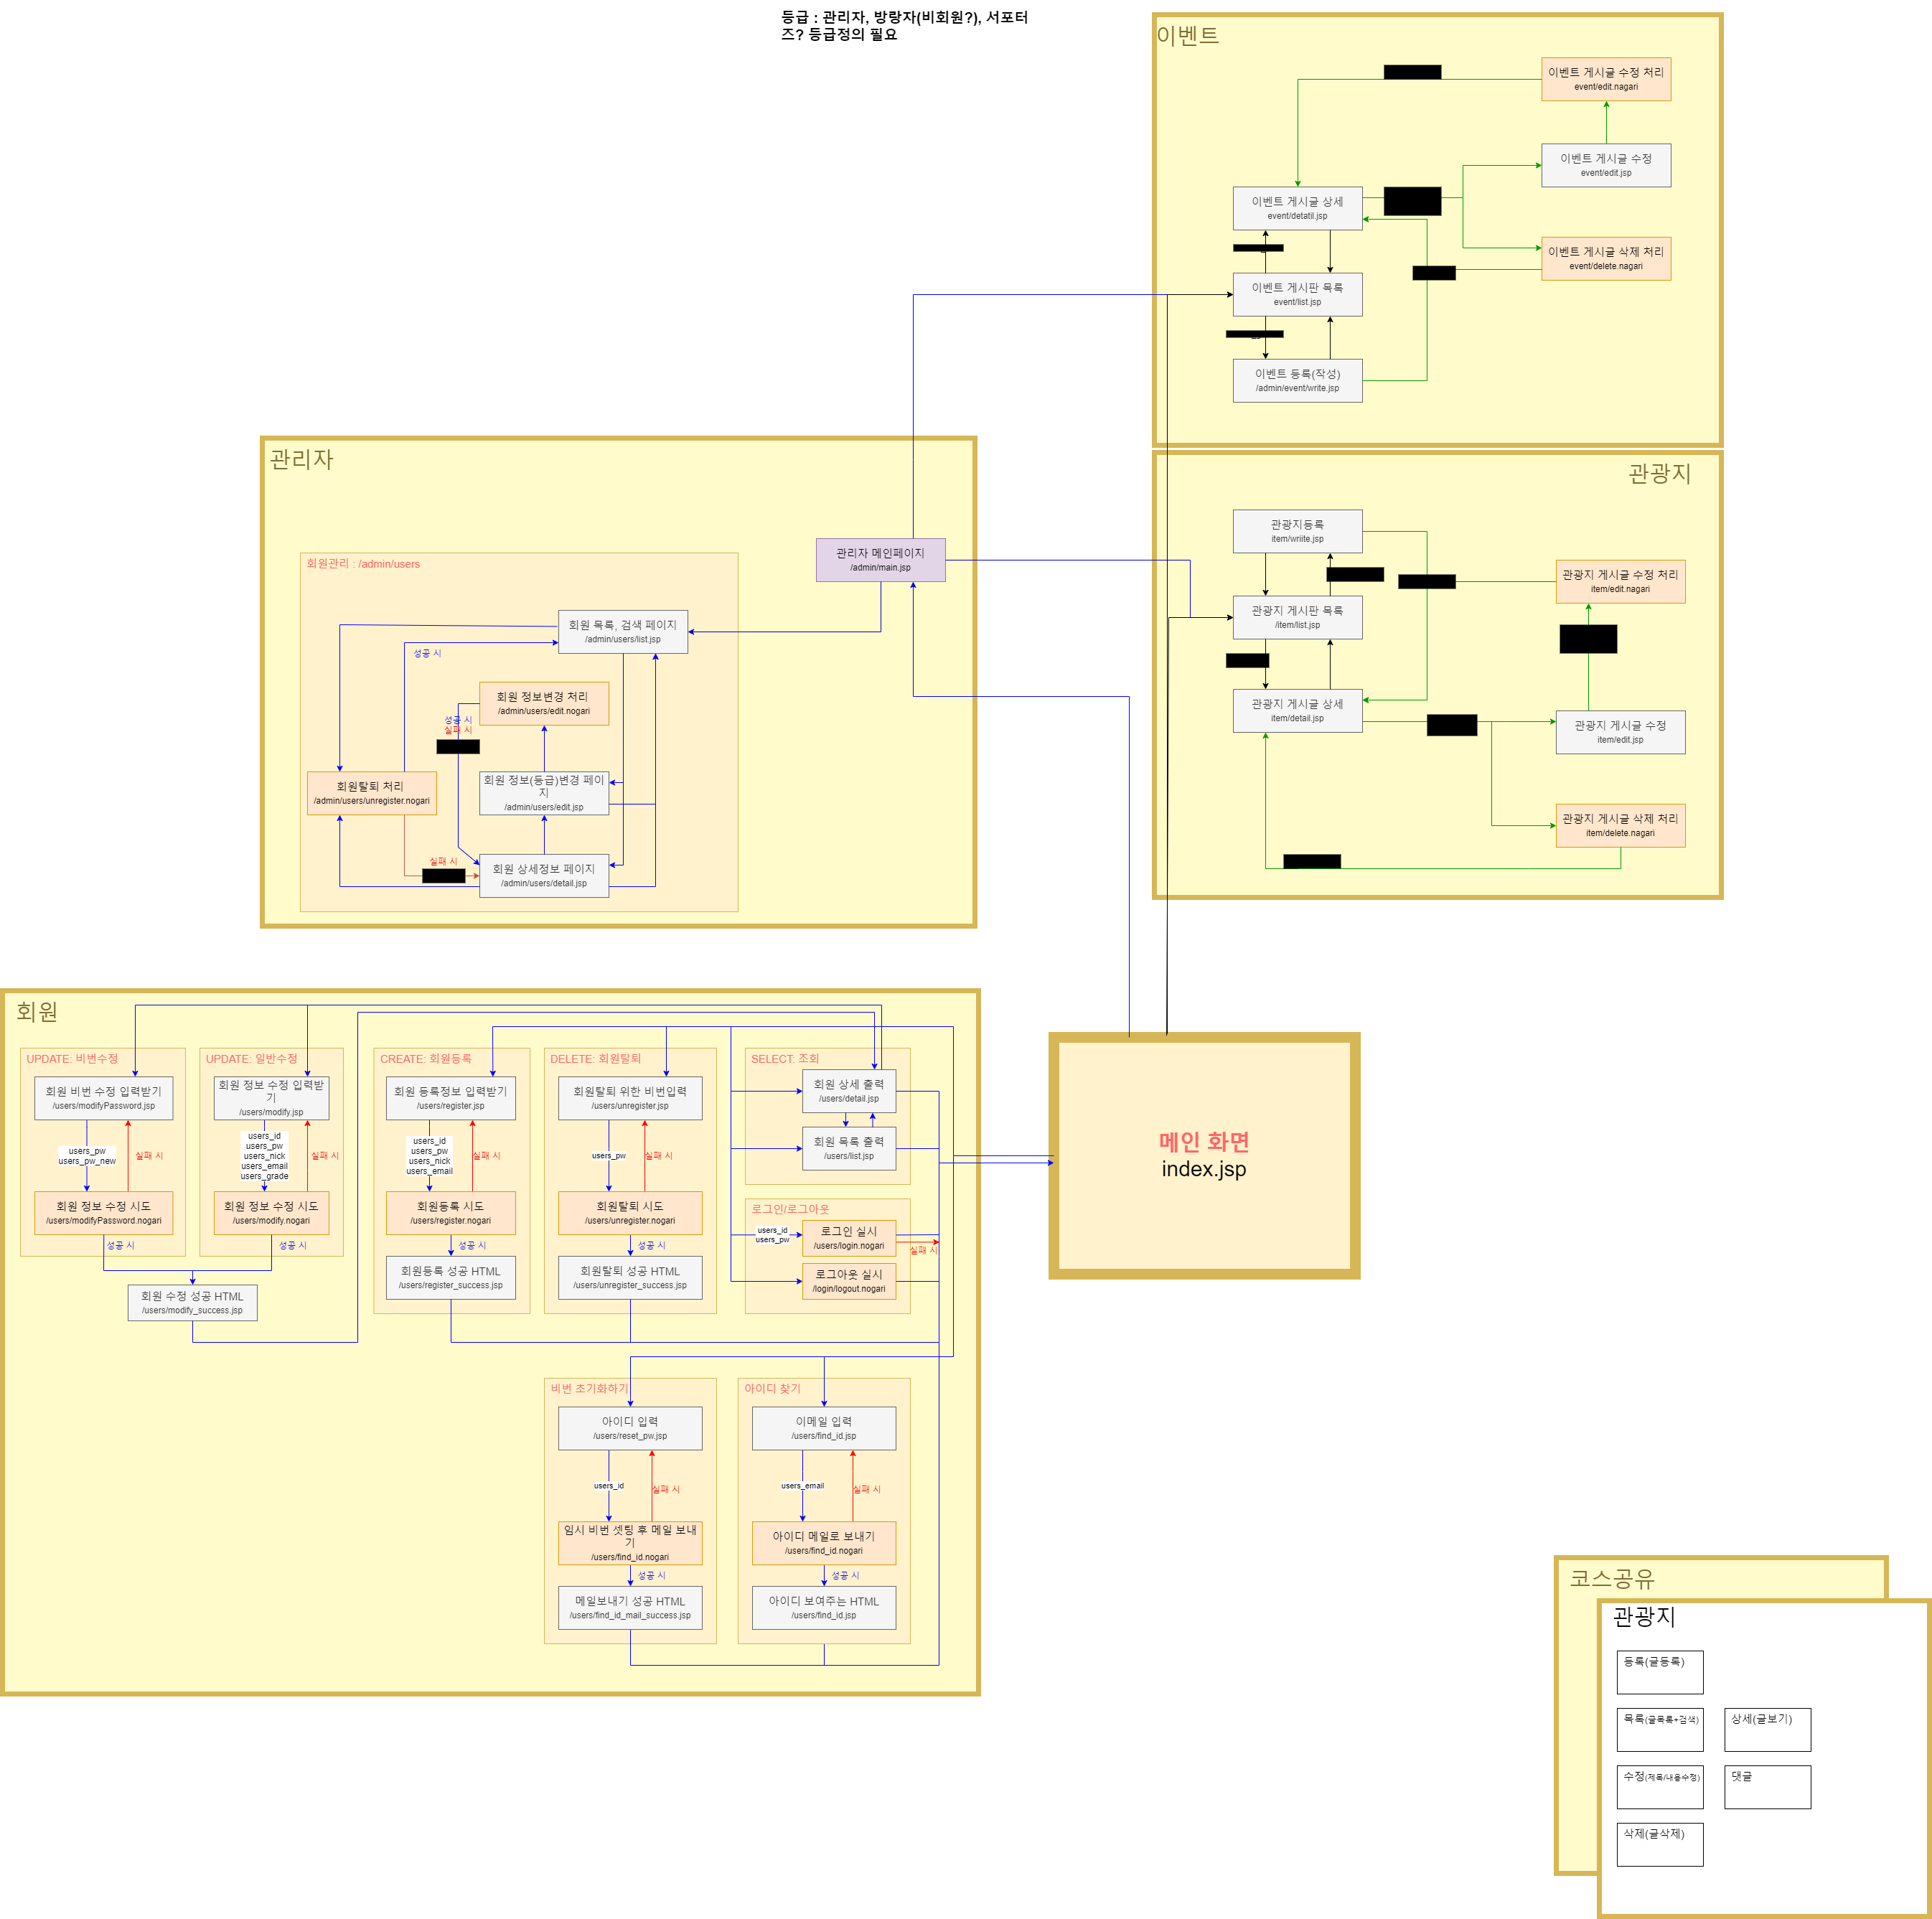 등급 : 관리자, 방랑자(비회원?), 서포터
즈? 등급정의 필요
이벤트
이벤트 게시글 수정 처리
event/edit.nagari
이벤트 게시글 수정
event/edit.jsp
이벤트 게시글 상세
event/detatil.jsp
이벤트 게시글 삭제 처리
event/delete.nagari
이벤트 게시판 목록
event/list.jsp
이벤트 등록(작성)
/admin/event/write.jsp
관리자
관리자 메인페이지
/admin/main.jsp
회원관리 : /admin/users
회원 목록, 검색 페이지
/admin/users/list.jsp
성공 시
회원 정보변경 처리
/admin/users/edit.nogari
성공 시
실패 시
회원탈퇴 처리
/admin/users/unregister.nogari
회원 정보(등급)변경 페이
지
/admin/users/edit.jsp
실패 시
회원 상세정보 페이지
/admin/users/detail.jsp
관광지
관광지등록
item/wriite.jsp
관광지 게시글 수정 처리
item/edit.nagari
관광지 게시판 목록
/item/list.jsp
관광지 게시글 상세
item/detail.jsp
관광지 게시글 수정
item/edit.jsp
관광지 게시글 삭제 처리
item/delete.nagari
회원
UPDATE: 비번수정
회원 비번 수정 입력받기
/users/modifyPassword.jsp
users_pw
users_pw_new
실패 시
회원 정보 수정 시도
/users/modifyPassword.nogari
성공 시
UPDATE: 일반수정
회원 정보 수정 입력받
기
/users/modify.jsp
users_id
users_pw
users_nick
users_email
users_grade
실패 시
회원 정보 수정 시도
/users/modify.nogari
성공 시
회원 수정 성공 HTML
/users/modify_success.jsp
CREATE: 회원등록
회원 등록정보 입력받기
/users/register.jsp
users_id
users_pw
users_nick
users_email
실패 시
회원등록 시도
/users/register.nogari
성공 시
회원등록 성공 HTML
/users/register_success.jsp
DELETE: 회원탈퇴
회원탈퇴 위한 비번입력
/users/unregister.jsp
users_pw
실패 시
회원탈퇴 시도
/users/unregister.nogari
성공 시
회원탈퇴 성공 HTML
/users/unregister_success.jsp
SELECT: 조회
회원 상세 출력
/users/detail.jsp
회원 목록 출력
/users/list.jsp
로그인/로그아웃
users_id
users_pw
로그인 실시
/users/login.nogari
실패 시
로그아웃 실시
/login/logout.nogari
메인 화면
index.jsp
비번 초기화하기
아이디 입력
/users/reset_pw.jsp
users_id
실패 시
임시 비번 셋팅 후 메일 보내
기
/users/find_id.nogari
성공 시
메일보내기 성공 HTML
/users/find_id_mail_success.jsp
아이디 찾기
이메일 입력
/users/find_id.jsp
users_email
실패 시
아이디 메일로 보내기
/users/find_id.nogari
성공 시
아이디 보여주는 HTML
/users/find_id.jsp
코스공유
관광지
등록(글등록)
목록(글목록+검색)
상세(글보기)
수정(제목/내용수정)
댓글
삭제(글삭제)